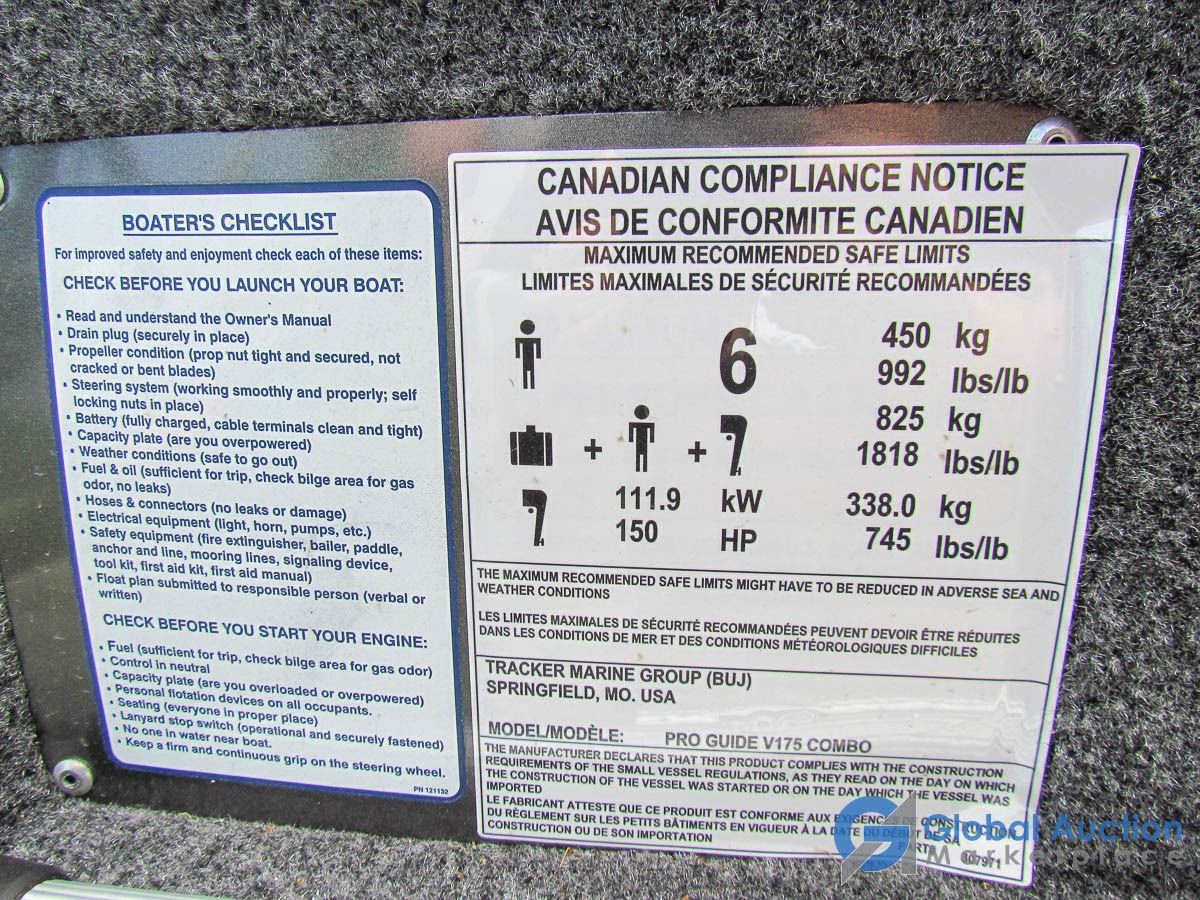 BOATER'S CHECKLIST
For improved safety and enjoyment check each of these items:
CHECK BEFORE YOU LAUNCH YOUR BOAT:
• Read and understand the Owner's Manual
• Drain plug (securely in place)
• Propeller condition (prop nut tight and secured, not
cracked or bent blades)
• Steering system (working smoothly and properly; self
locking nuts in place)
• Battery (fully charged, cable terminals clean and tight)
• Capacity plate (are you overpowered)
• Weather conditions (safe to go out)
• Fuel & oil (sufficient for trip, check bilge area for gas
odor, no leaks)
• Hoses & connectors (no leaks or damage)
• Electrical equipment (light, horn, pumps, etc.)
• Safety equipment (fire extinguisher, bailer, paddle,
anchor and line, mooring lines, signaling device,
tool kit, first aid kit, first aid manual)
• Float plan submitted to responsible person (verbal or
written)
CHECK BEFORE YOU START YOUR ENGINE:
• Fuel (sufficient for trip, check bilge area for gas odor)
• Control in neutral
• Capacity plate (are you overloaded or overpowered)
• Personal flotation devices on all occupants.
• Seating (everyone in proper place)
• Lanyard stop switch (operational and securely fastened)
• No one in water near boat.
• Keep a firm and continuous grip on the steering wheel.
PN 121132
CANADIAN COMPLIANCE NOTICE
AVIS DE CONFORMITE CANADIEN
MAXIMUM RECOMMENDED SAFE LIMITS
LIMITES MAXIMALES DE SÉCURITÉ RECOMMANDÉES
6 450 kg
992 lbs/lb
+ + 825 kg
1818 lbs/lb
111.9 kW 338.0 kg
150 HP 745 lbs/lb
THE MAXIMUM RECOMMENDED SAFE LIMITS MIGHT HAVE TO BE REDUCED IN ADVERSE SEA AND
WEATHER CONDITIONS
LES LIMITES MAXIMALES DE SÉCURITÉ RECOMMANDÉES PEUVENT DEVOIR ÊTRE RÉDUITES
DANS LES CONDITIONS DE MER ET DES CONDITIONS MÉTÉOROLOGIQUES DIFFICILES
TRACKER MARINE GROUP (BUJ)
SPRINGFIELD, MO. USA
MODEL/MODÈLE: PRO GUIDE V175 COMBO
THE MANUFACTURER DECLARES THAT THIS PRODUCT COMPLIES WITH THE CONSTRUCTION
REQUIREMENTS OF THE SMALL VESSEL REGULATIONS, AS THEY READ ON THE DAY ON WHICH
THE CONSTRUCTION OF THE VESSEL WAS STARTED OR ON THE DAY WHICH THE VESSEL WAS
IMPORTED
LE FABRICANT ATTESTE QUE CE PRODUIT EST CONFORME AUX EXIGENCES DE CONSTRUCTION
DU RÈGLEMENT SUR LES PETITS BÂTIMENTS EN VIGUEUR À LA DATE DU DÉBUT DE SA
CONSTRUCTION OU DE SON IMPORTATION
PART# 307971
Global Auction
Marketplace